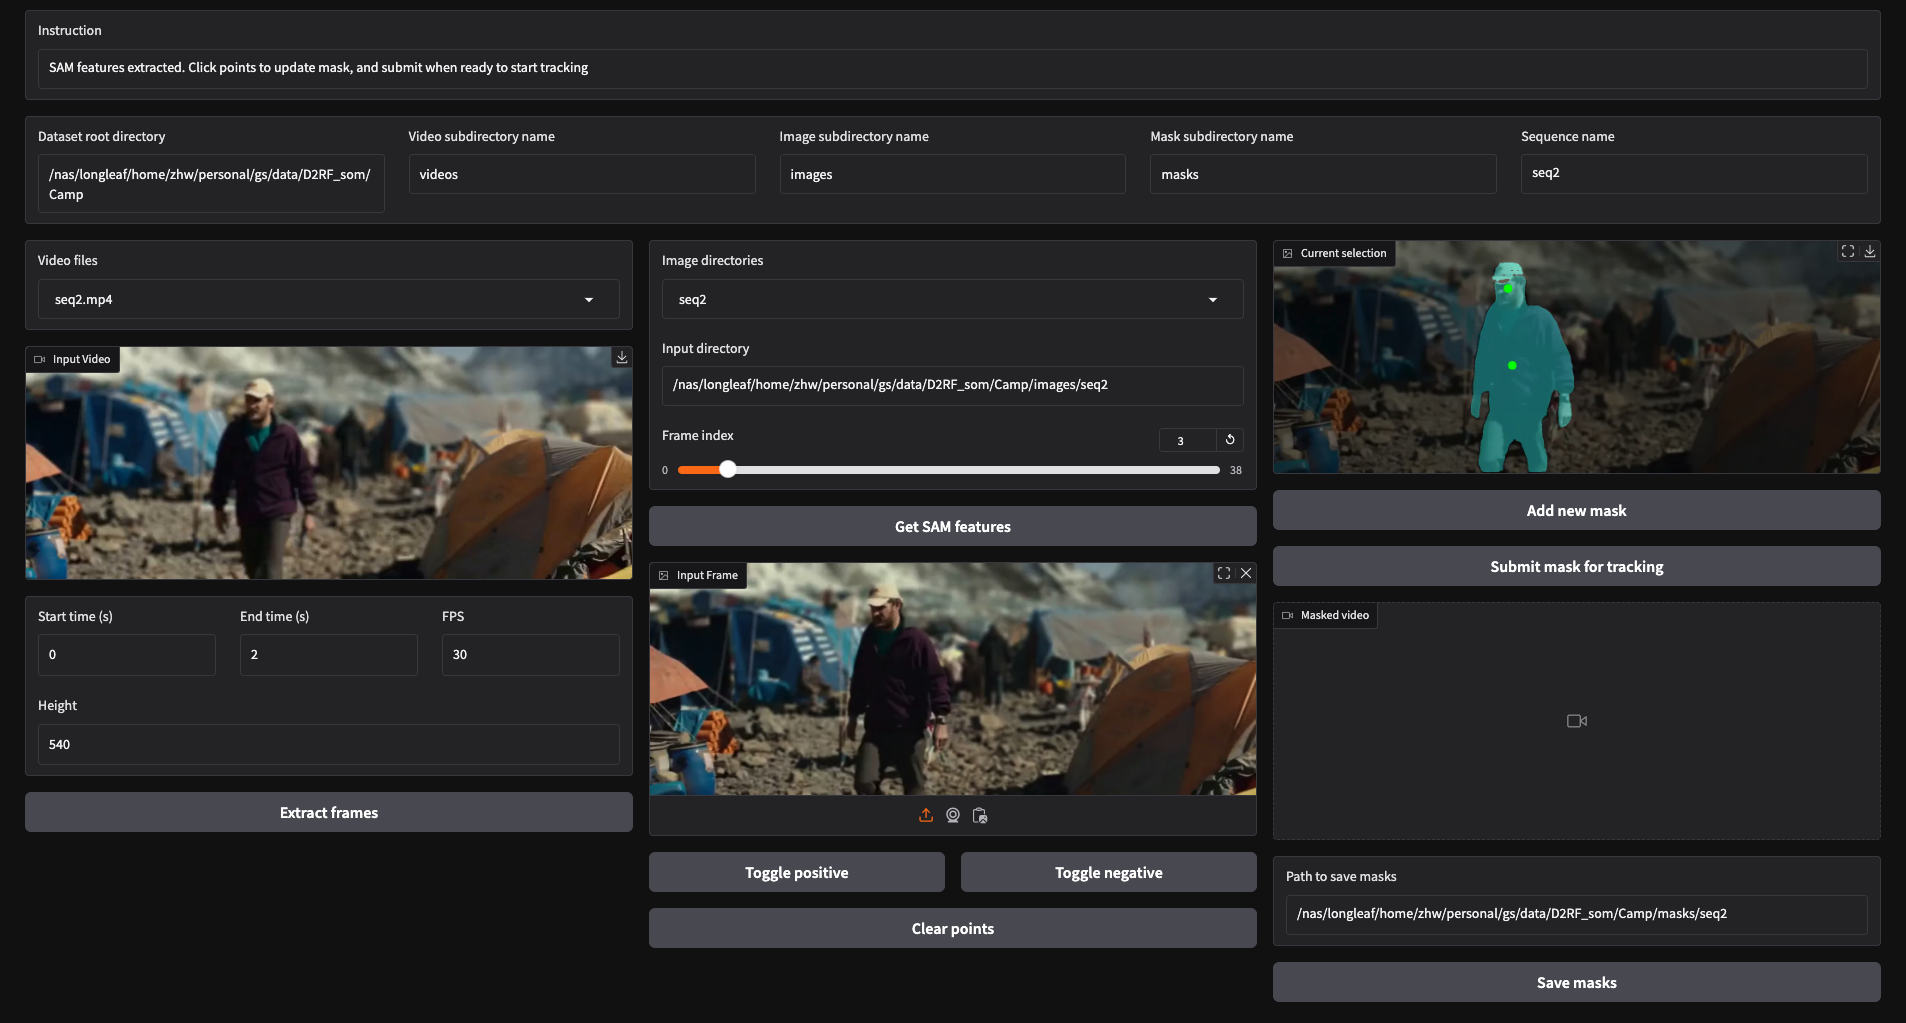 Instruction
SAM features extracted. Click points to update mask, and submit when ready to start tracking
Dataset root directory
/nas/longleaf/home/zhw/personal/gs/data/D2RF_som/
Camp
Video subdirectory name
videos
Image subdirectory name
images
Mask subdirectory name
masks
Sequence name
seq2
Video files
seq2.mp4
Input Video
Start time (s)
0
End time (s)
2
FPS
30
Height
540
Extract frames
Image directories
seq2
Input directory
/nas/longleaf/home/zhw/personal/gs/data/D2RF_som/Camp/images/seq2
Frame index
3
0
38
Get SAM features
Input Frame
Toggle positive
Toggle negative
Clear points
Current selection
Add new mask
Submit mask for tracking
Masked video
Path to save masks
/nas/longleaf/home/zhw/personal/gs/data/D2RF_som/Camp/masks/seq2
Save masks